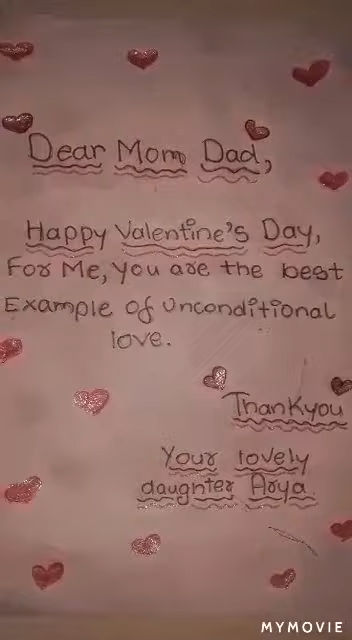 Dear Mom Dad,
Happy Valentine's Day,
For Me, you are the best
Example of unconditional
love.
Thankyou
Your lovely
daughter Arya
MYMOVIE